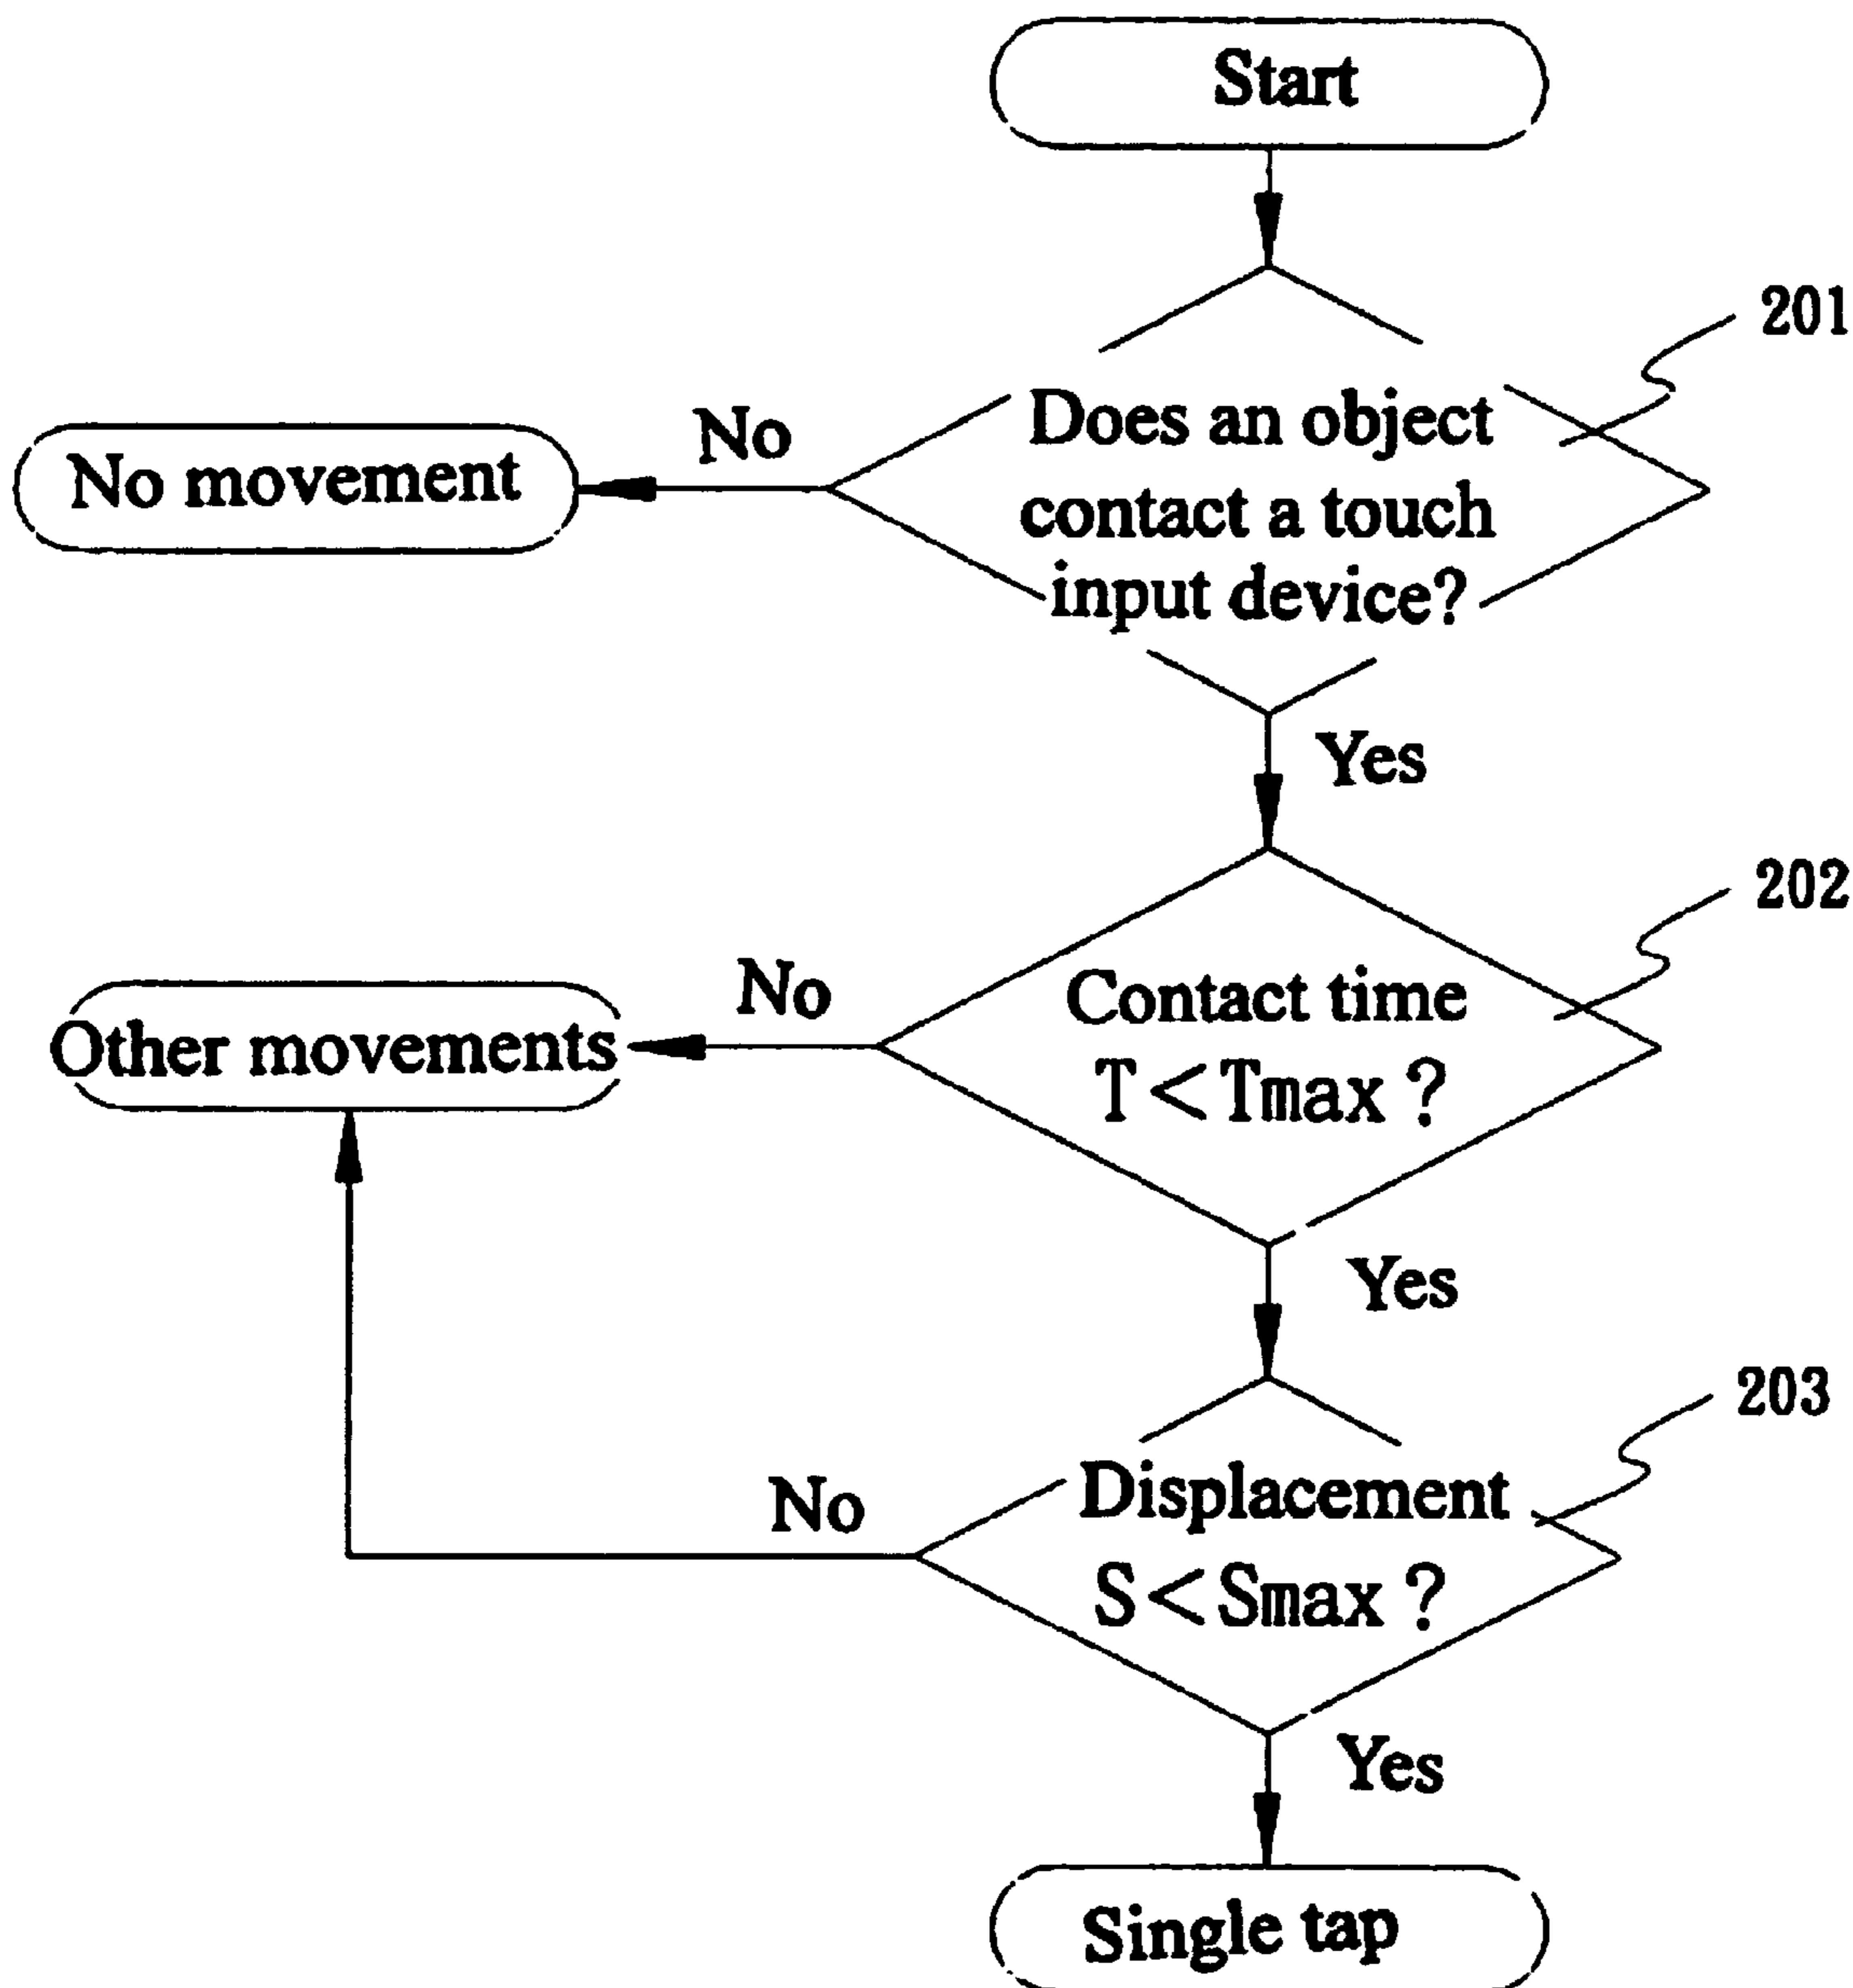 Start
201
Does an object
contact a touch
input device?
No
No movement
Yes
202
Contact time
T<Tmax?
No
Other movements
Yes
203
Displacement
S<Smax?
No
Yes
Single tap